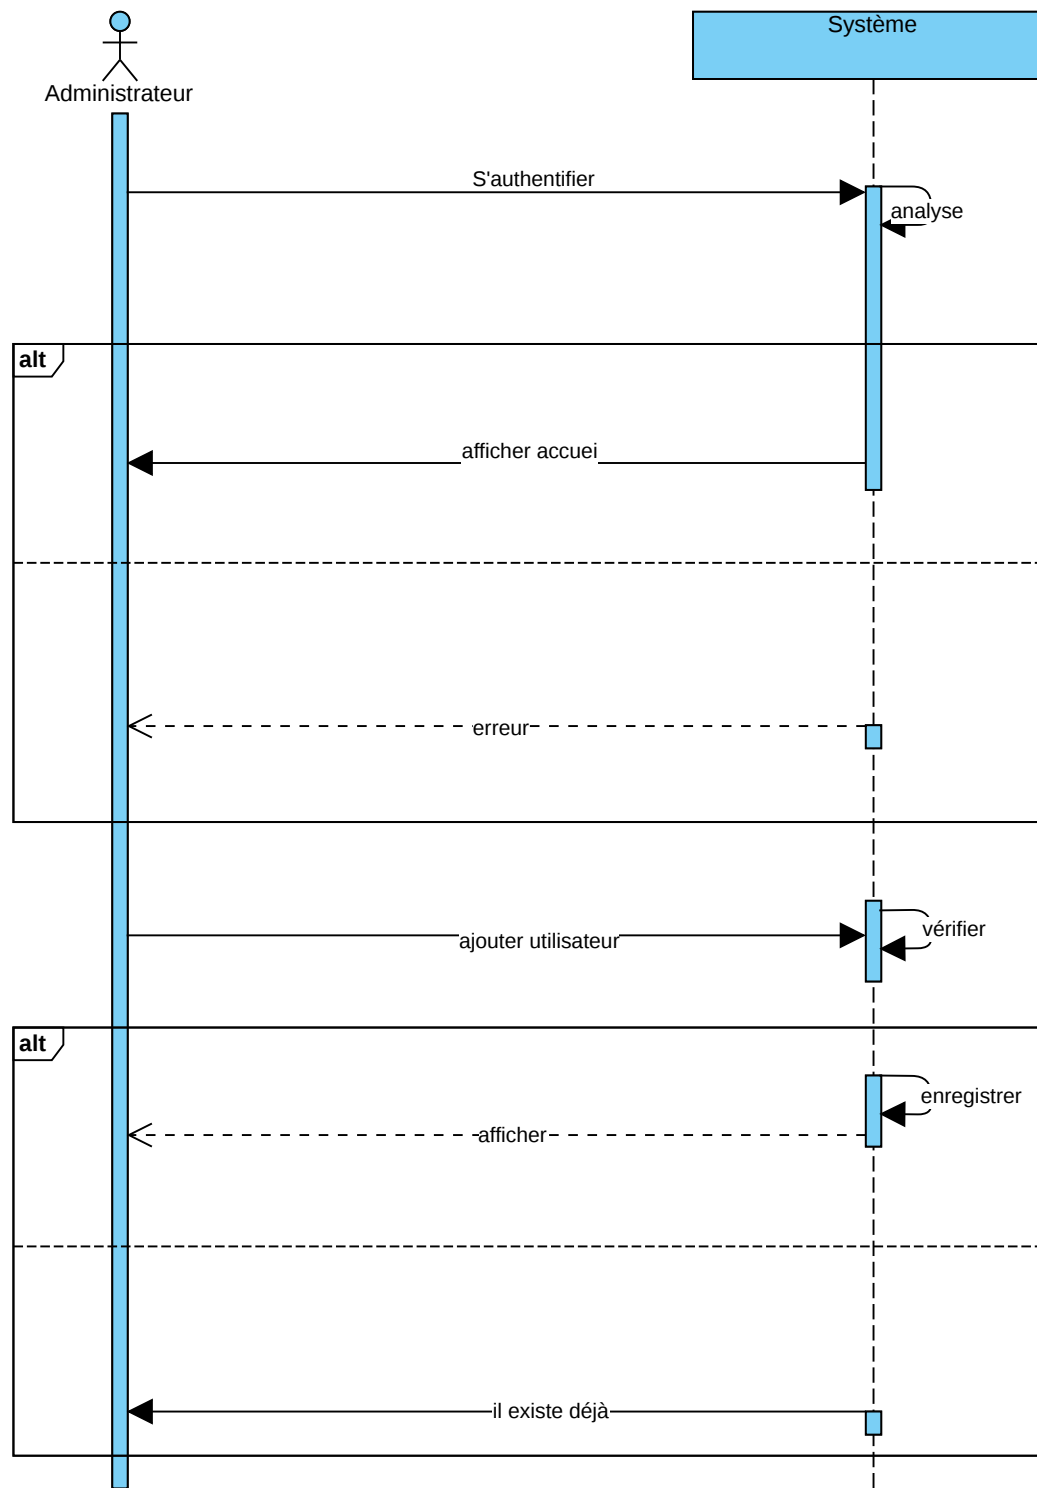 Système
Administrateur
S'authentifier
analyse
alt
afficher accuei
erreur
ajouter utilisateur
vérifier
alt
enregistrer
afficher
il existe déjà